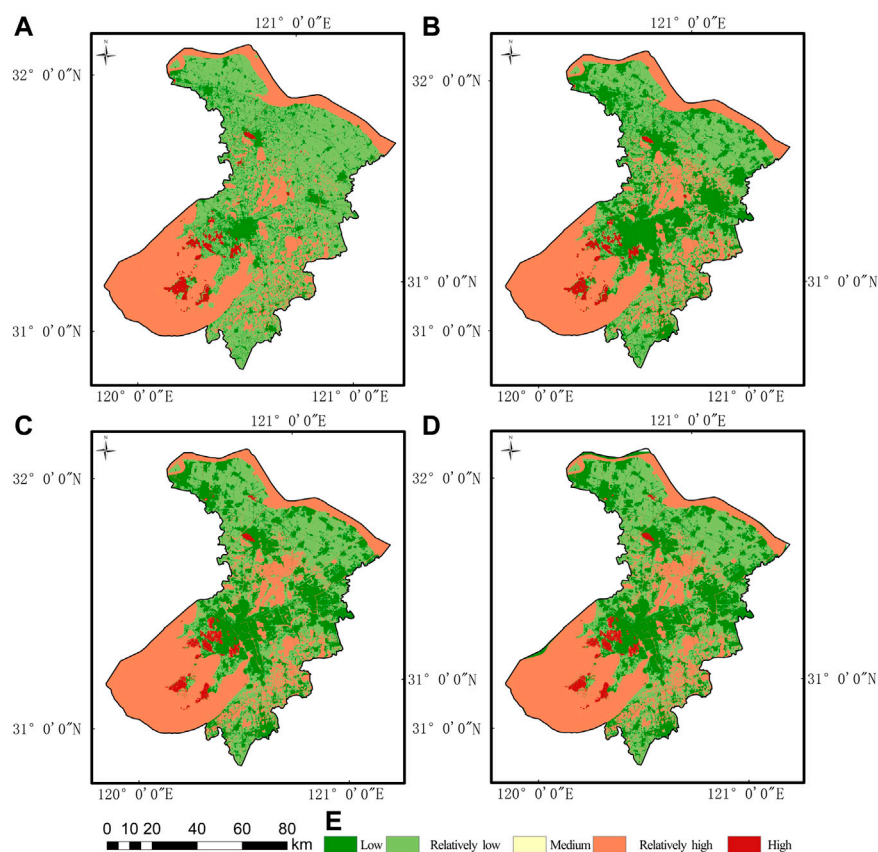 121° 0′0″E
121° 0′0″E
A
B
N
N
32° 0′0″N
32° 0′0″N
31° 0′0″N
31° 0′0″N
31° 0′0″N
120° 0′0″E
121° 0′0″E
120° 0′0″E
121° 0′0″E
C
121° 0′0″E
D
121° 0′0″E
N
N
32° 0′0″N
32° 0′0″N
31° 0′0″N
31° 0′0″N
31° 0′0″N
31° 0′0″N
120° 0′0″E
121° 0′0″E
120° 0′0″E
121° 0′0″E
0 10 20 40 60 80
km
E
Low Relatively low Medium Relatively high High